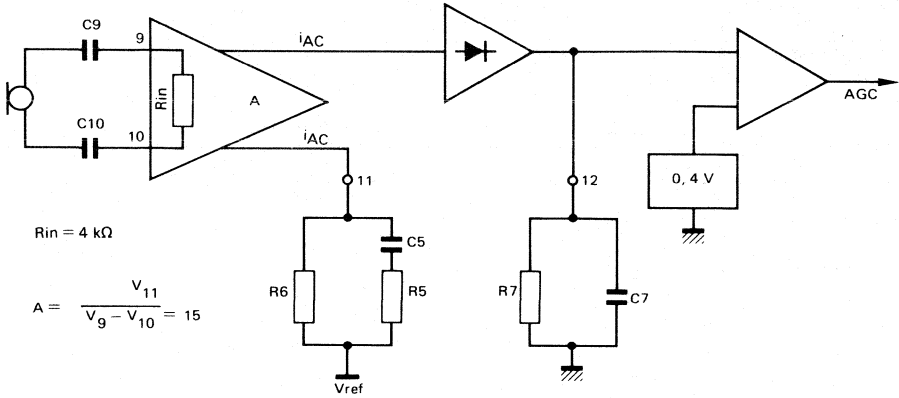 C9
9
iAC
Rin
A
C10
10
iAC
AGC
11
12
0, 4 V
C5
R6
R5
R7
C7
Rin = 4 kΩ
A = V11 / V9 – V10 = 15
Vref